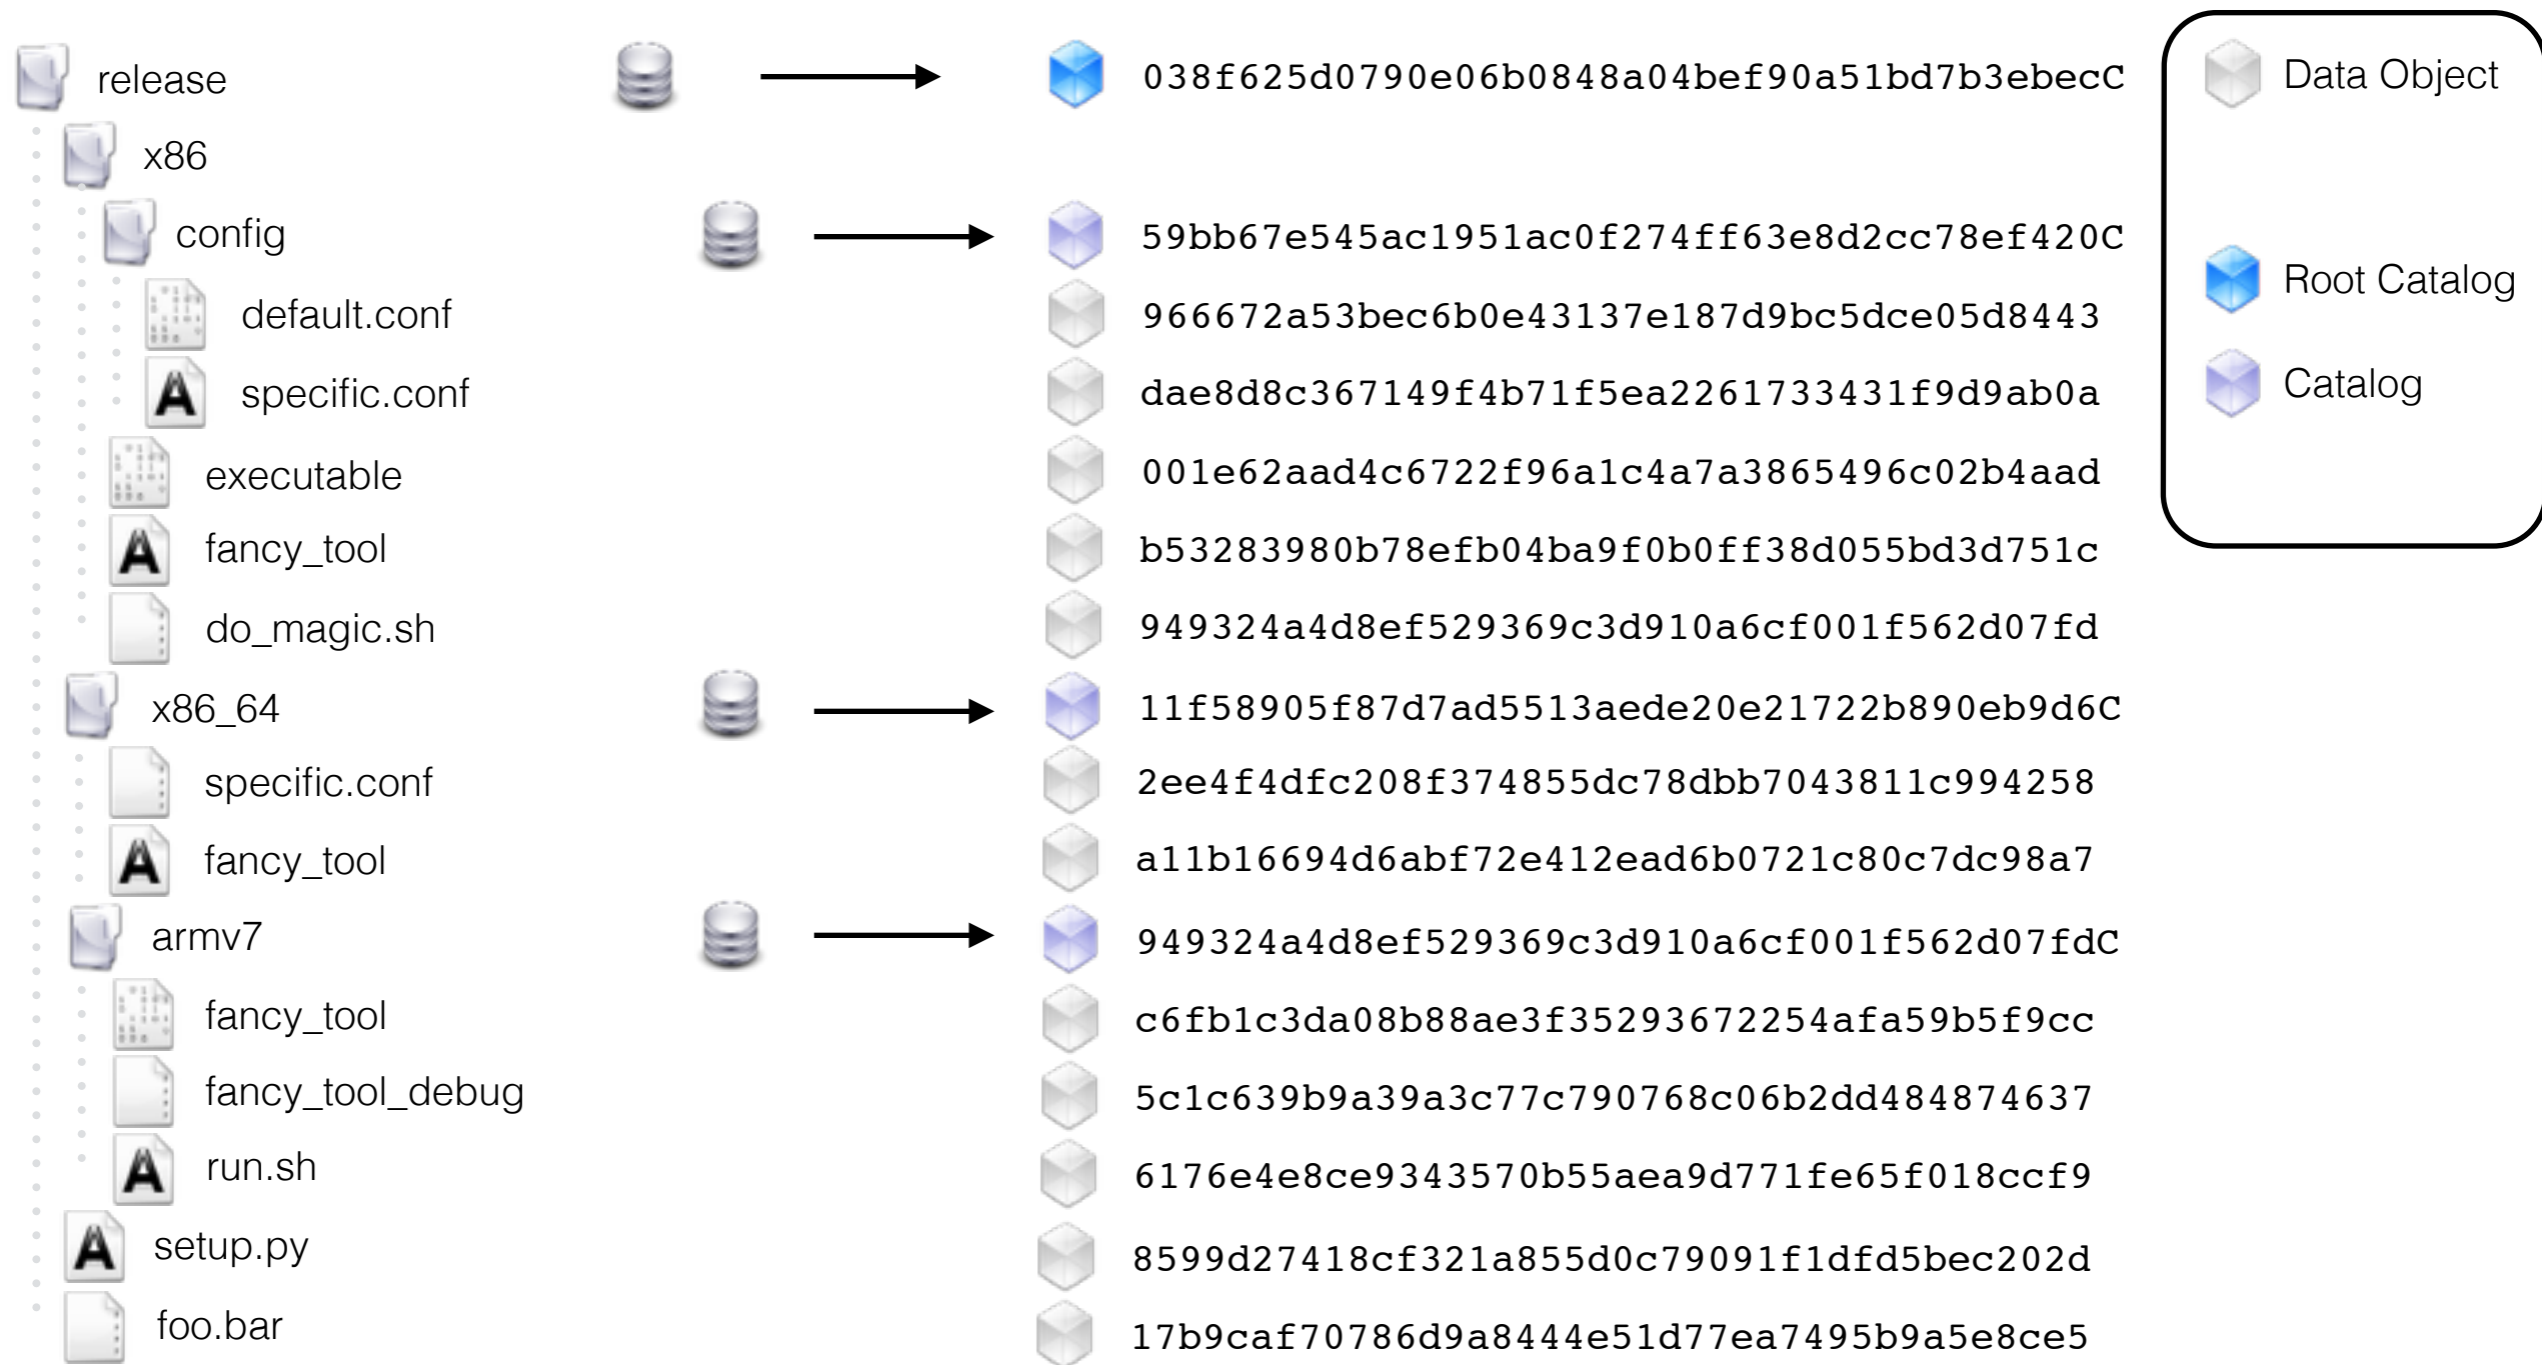 release 038f625d0790e06b0848a04bef90a51bd7b3ebecC
x86
config 59bb67e545ac1951ac0f274ff63e8d2cc78ef420C
default.conf 966672a53bec6b0e43137e187d9bc5dce05d8443
specific.conf dae8d8c367149f4b71f5ea2261733431f9d9ab0a
executable 001e62aad4c6722f96a1c4a7a3865496c02b4aad
fancy_tool b53283980b78efb04ba9f0b0ff38d055bd3d751c
do_magic.sh 949324a4d8ef529369c3d910a6cf001f562d07fd
x86_64 11f58905f87d7ad5513aede20e21722b890eb9d6C
specific.conf 2ee4f4dfc208f374855dc78dbb7043811c994258
fancy_tool a11b16694d6abf72e412ead6b0721c80c7dc98a7
armv7 949324a4d8ef529369c3d910a6cf001f562d07fdC
fancy_tool c6fb1c3da08b88ae3f35293672254afa59b5f9cc
fancy_tool_debug 5c1c639b9a39a3c77c790768c06b2dd484874637
run.sh 6176e4e8ce9343570b55aea9d771fe65f018ccf9
setup.py 8599d27418cf321a855d0c79091f1dfd5bec202d
foo.bar 17b9caf70786d9a8444e51d77ea7495b9a5e8ce5
Data Object
Root Catalog
Catalog